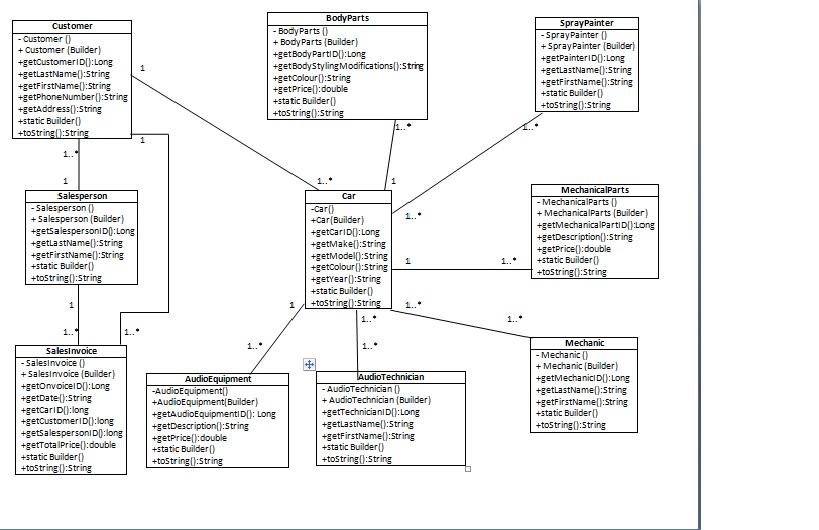 Customer
- Customer ()
+ Customer (Builder)
+getCustomerID():Long
+getLastName():String
+getFirstName():String
+getPhoneNumber():String
+getAddress():String
+static Builder()
+toString():String
BodyParts
- BodyParts ()
+ BodyParts (Builder)
+getBodyPartID():Long
+getBodyStylingModifications():String
+getColour():String
+getPrice():double
+static Builder()
+toString():String
SprayPainter
- SprayPainter ()
+ SprayPainter (Builder)
+getPainterID():Long
+getLastName():String
+getFirstName():String
+static Builder()
+toString():String
1
1..*
1..*
1
1..*
1
1..*
1
1..*
Salesperson
- Salesperson ()
+ Salesperson (Builder)
+getSalespersonID():Long
+getLastName():String
+getFirstName():String
+static Builder()
+toString():String
Car
-Car()
+Car(Builder)
+getCarID():Long
+getMake():String
+getModel():String
+getColour():String
+getYear():String
+static Builder()
+toString():String
MechanicalParts
- MechanicalParts ()
+ MechanicalParts (Builder)
+getMechanicalPartID():Long
+getDescription():String
+getPrice():double
+static Builder()
+toString():String
1
1..*
1
1
1..*
1..*
1..*
1..*
1..*
1..*
1..*
SalesInvoice
- SalesInvoice ()
+ SalesInvoice (Builder)
+getOnvoiceID():Long
+getDate():String
+getCarID():long
+getCustomerID():long
+getSalespersonID():long
+getTotalPrice():double
+static Builder()
+toString():String
AudioEquipment
-AudioEquipment()
+AudioEquipment(Builder)
+getAudioEquipmentID(): Long
+getDescription():String
+getPrice():double
+static Builder()
+toString():String
AudioTechnician
- AudioTechnician ()
+ AudioTechnician (Builder)
+getTechnicianID():Long
+getLastName():String
+getFirstName():String
+static Builder()
+toString():String
Mechanic
- Mechanic ()
+ Mechanic (Builder)
+getMechanicID():Long
+getLastName():String
+getFirstName():String
+static Builder()
+toString():String